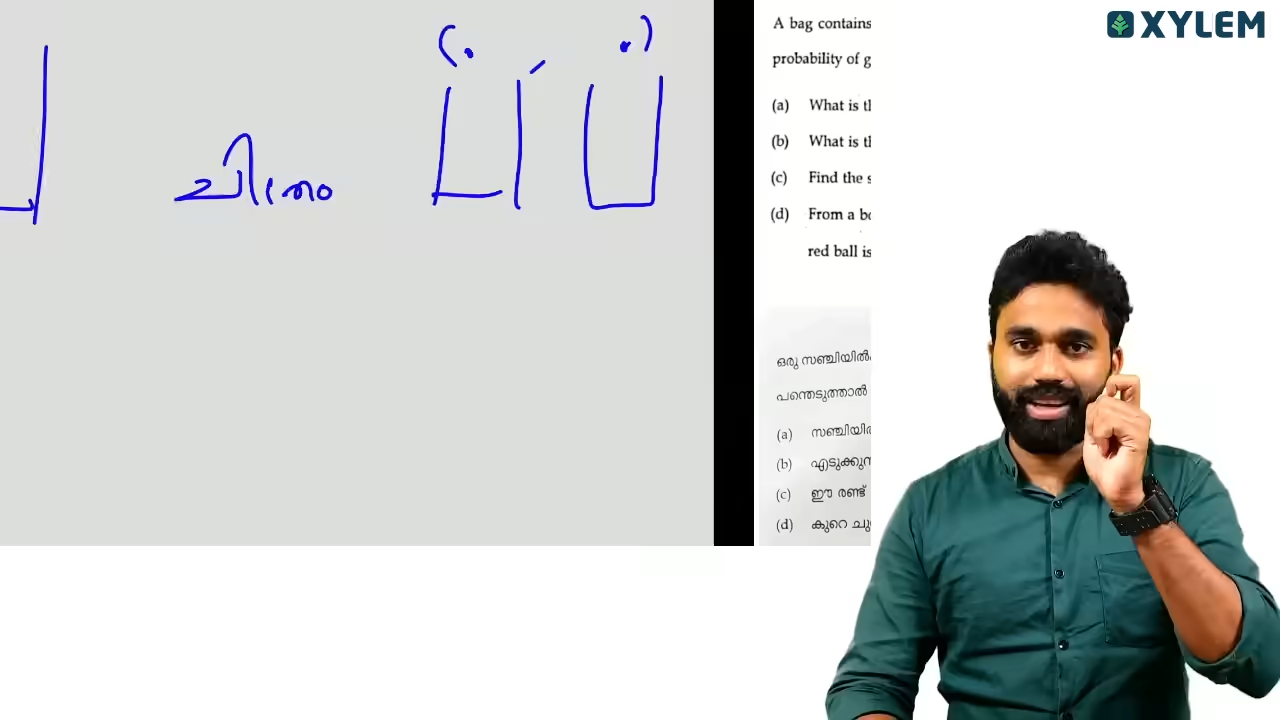 XYLEM
ചിത്രം
A bag contains
probability of g
(a) What is th
(b) What is th
(c) Find the s
(d) From a bo
red ball is
ഒരു സഞ്ചിയിൽ
പന്തെടുത്താൽ
(a) സഞ്ചിയിൽ
(b) എടുക്കുന്ന
(c) ഈ രണ്ട്
(d) കുറെ ചുവ